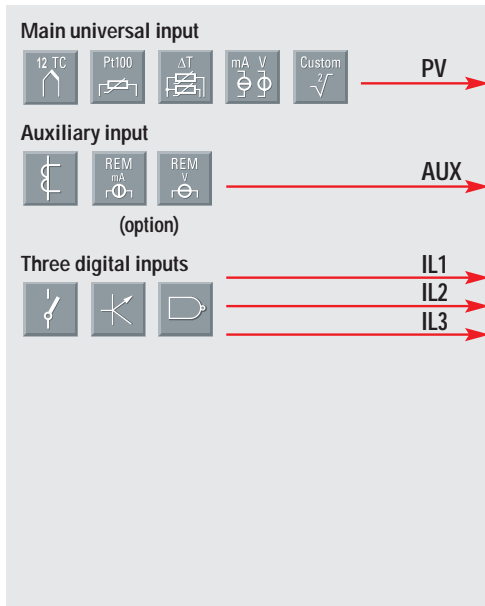 Main universal input
12 TC Pt100 ΔT mA V Custom
2√
PV
Auxiliary input
REM REM
mA V
AUX
(option)
Three digital inputs
IL1
IL2
IL3